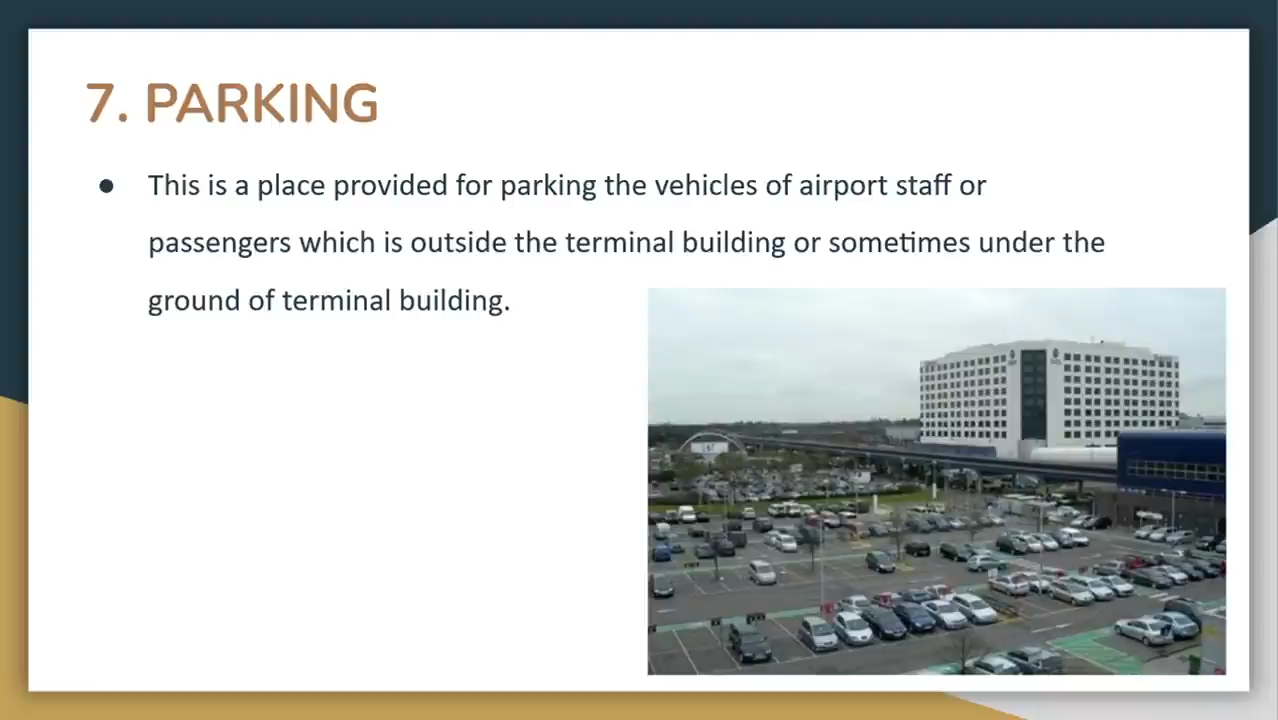 7. PARKING
● This is a place provided for parking the vehicles of airport staff or
passengers which is outside the terminal building or sometimes under the
ground of terminal building.